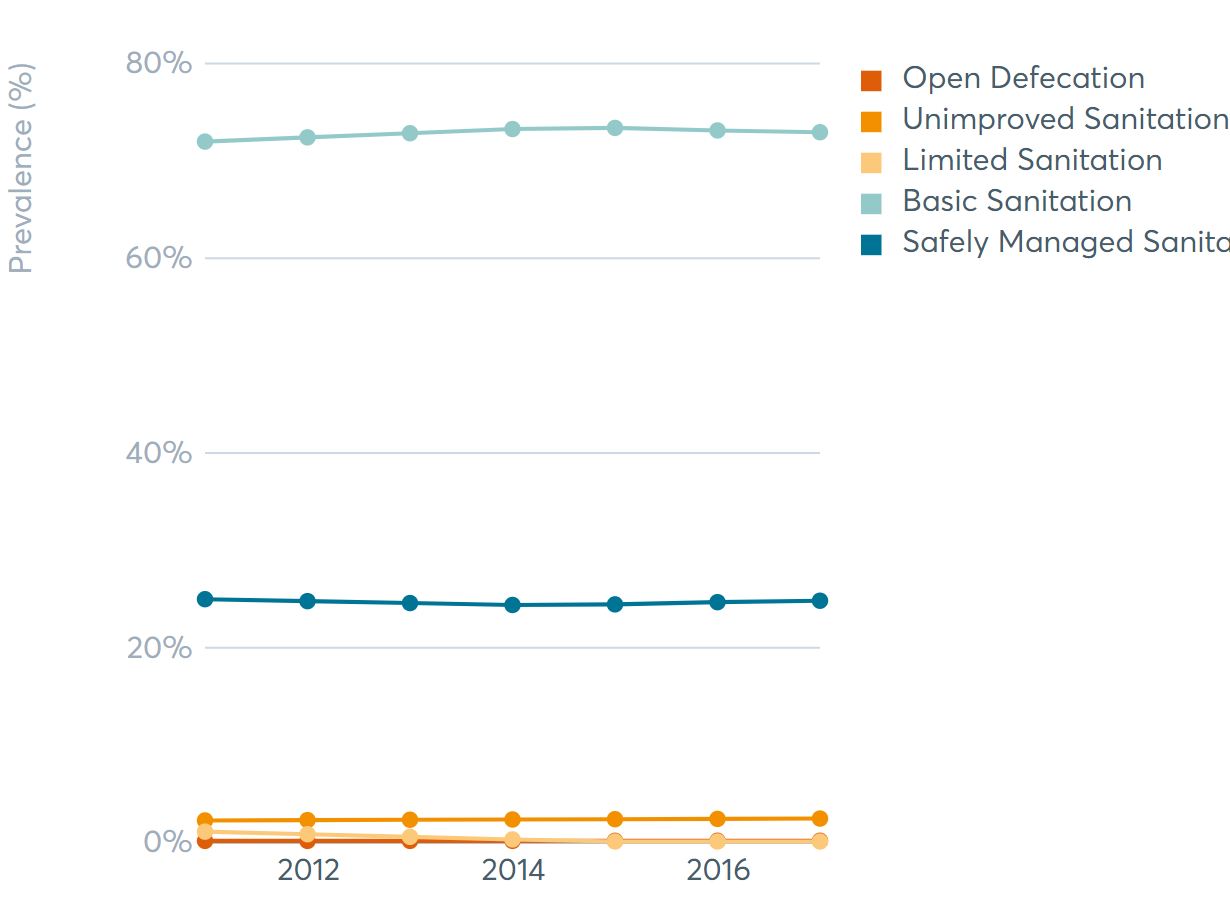 Prevalence (%)
80%
60%
40%
20%
0%
2012
2014
2016
Open Defecation
Unimproved Sanitation
Limited Sanitation
Basic Sanitation
Safely Managed Sanita